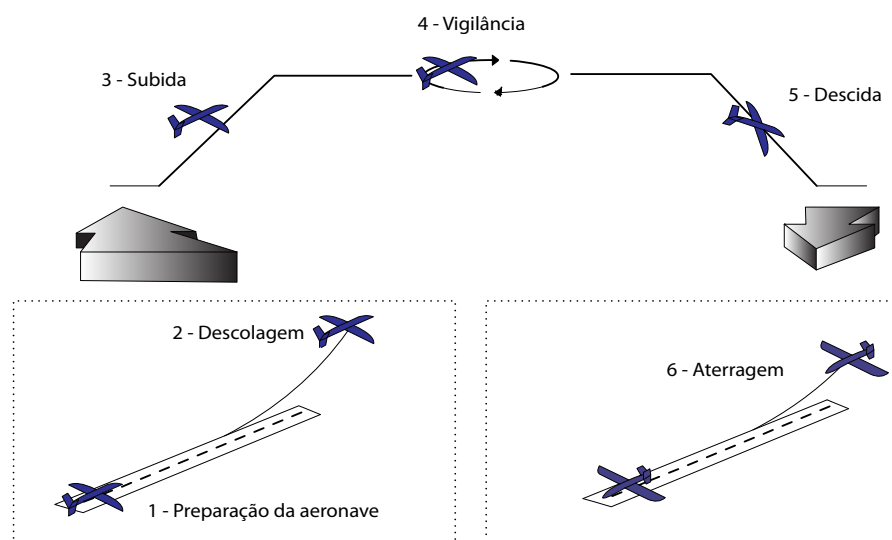 4 - Vigilância
3 - Subida
5 - Descida
2 - Descolagem
6 - Aterragem
1 - Preparação da aeronave